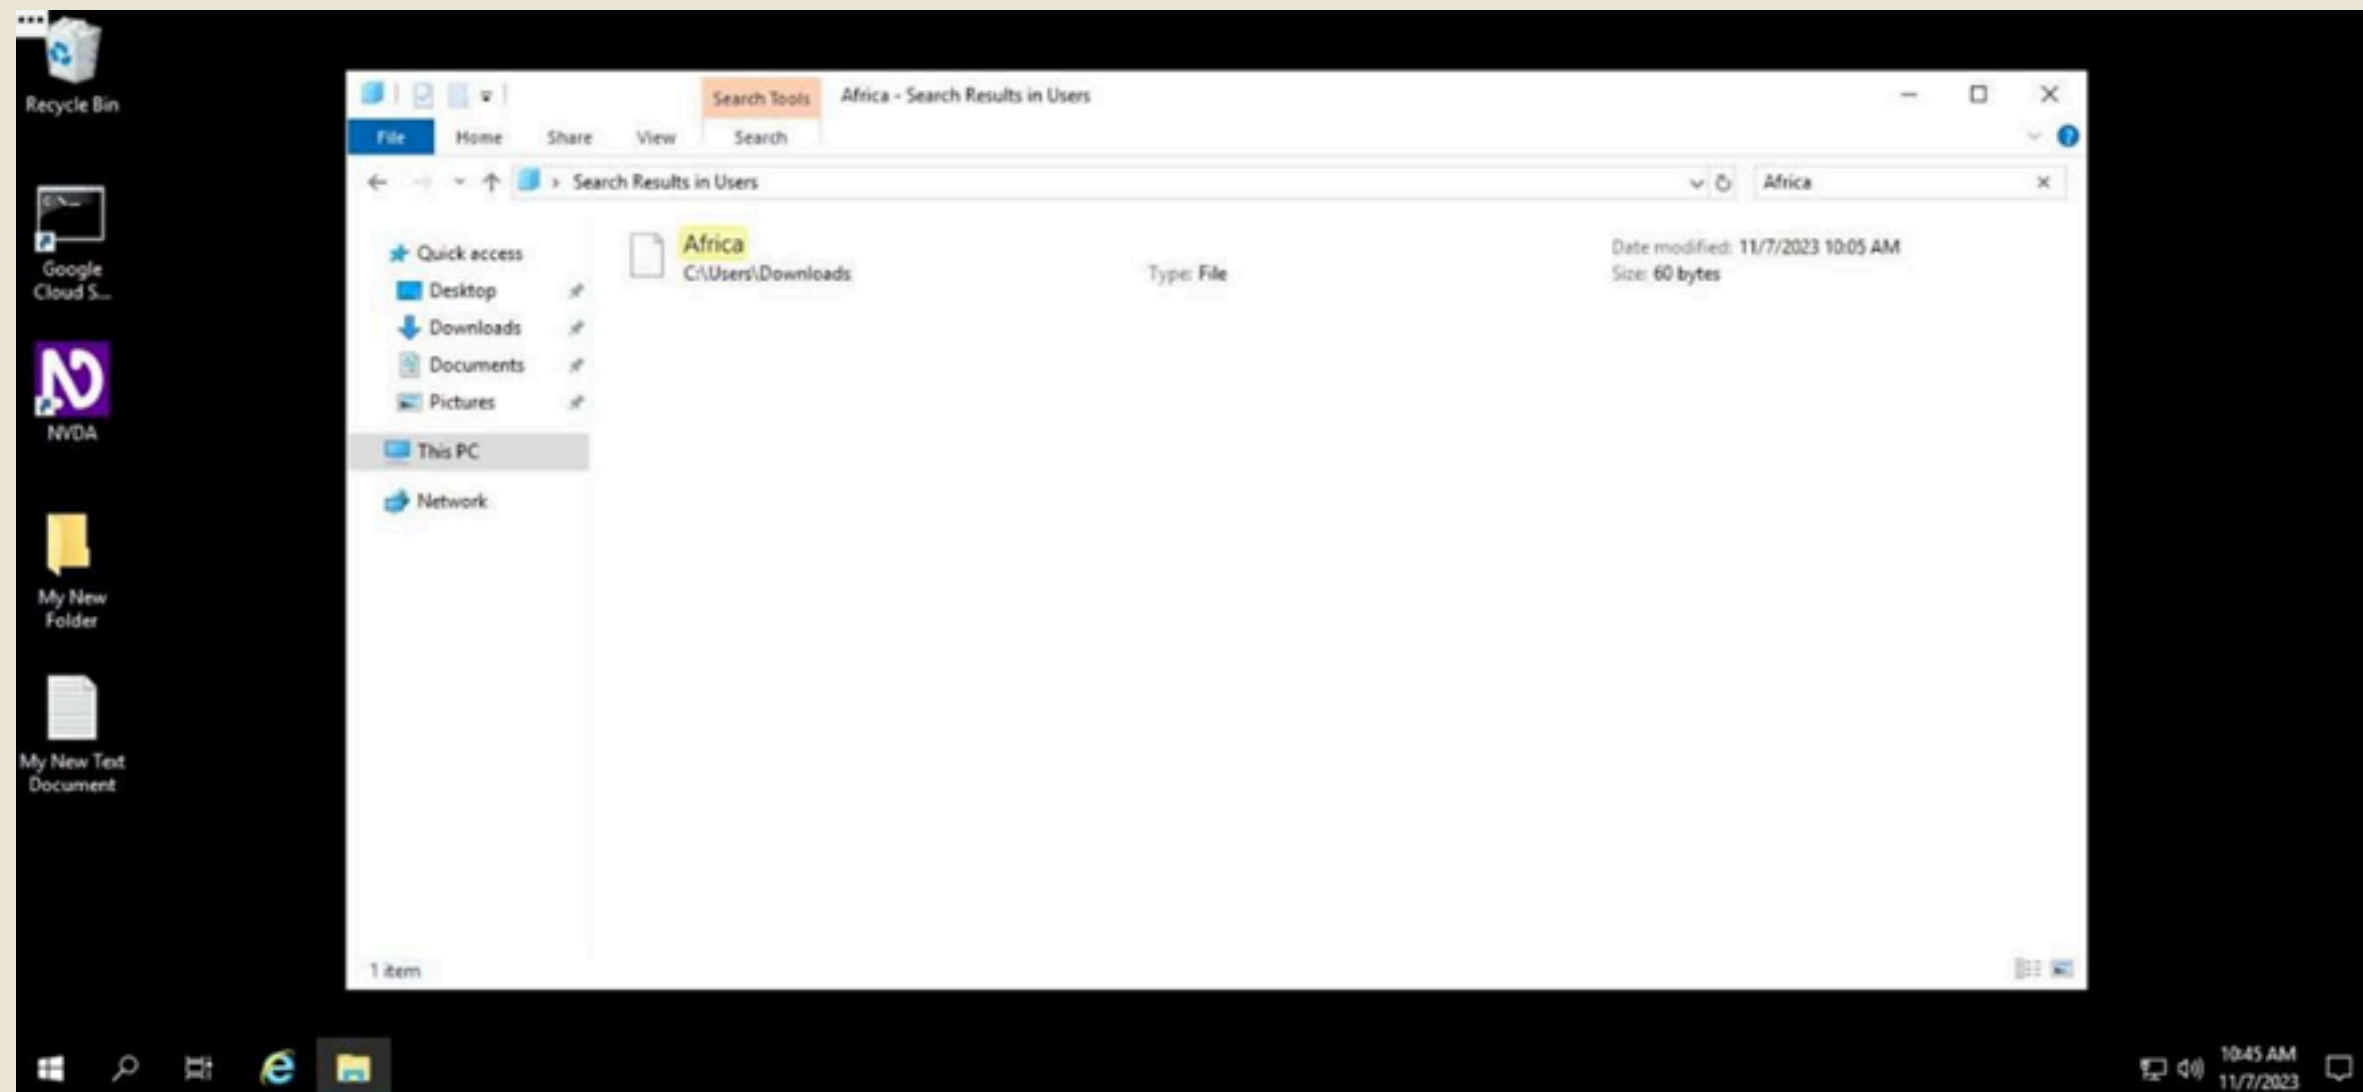 Recycle Bin
Google
Cloud S...
NVDA
My New
Folder
My New Text
Document
Search Tools
Africa - Search Results in Users
File
Home
Share
View
Search
Search Results in Users
Africa
Quick access
Desktop
Downloads
Documents
Pictures
This PC
Network
Africa
C:\Users\Downloads
Type: File
Date modified: 11/7/2023 10:05 AM
Size: 60 bytes
1 item
10:45 AM
11/7/2023